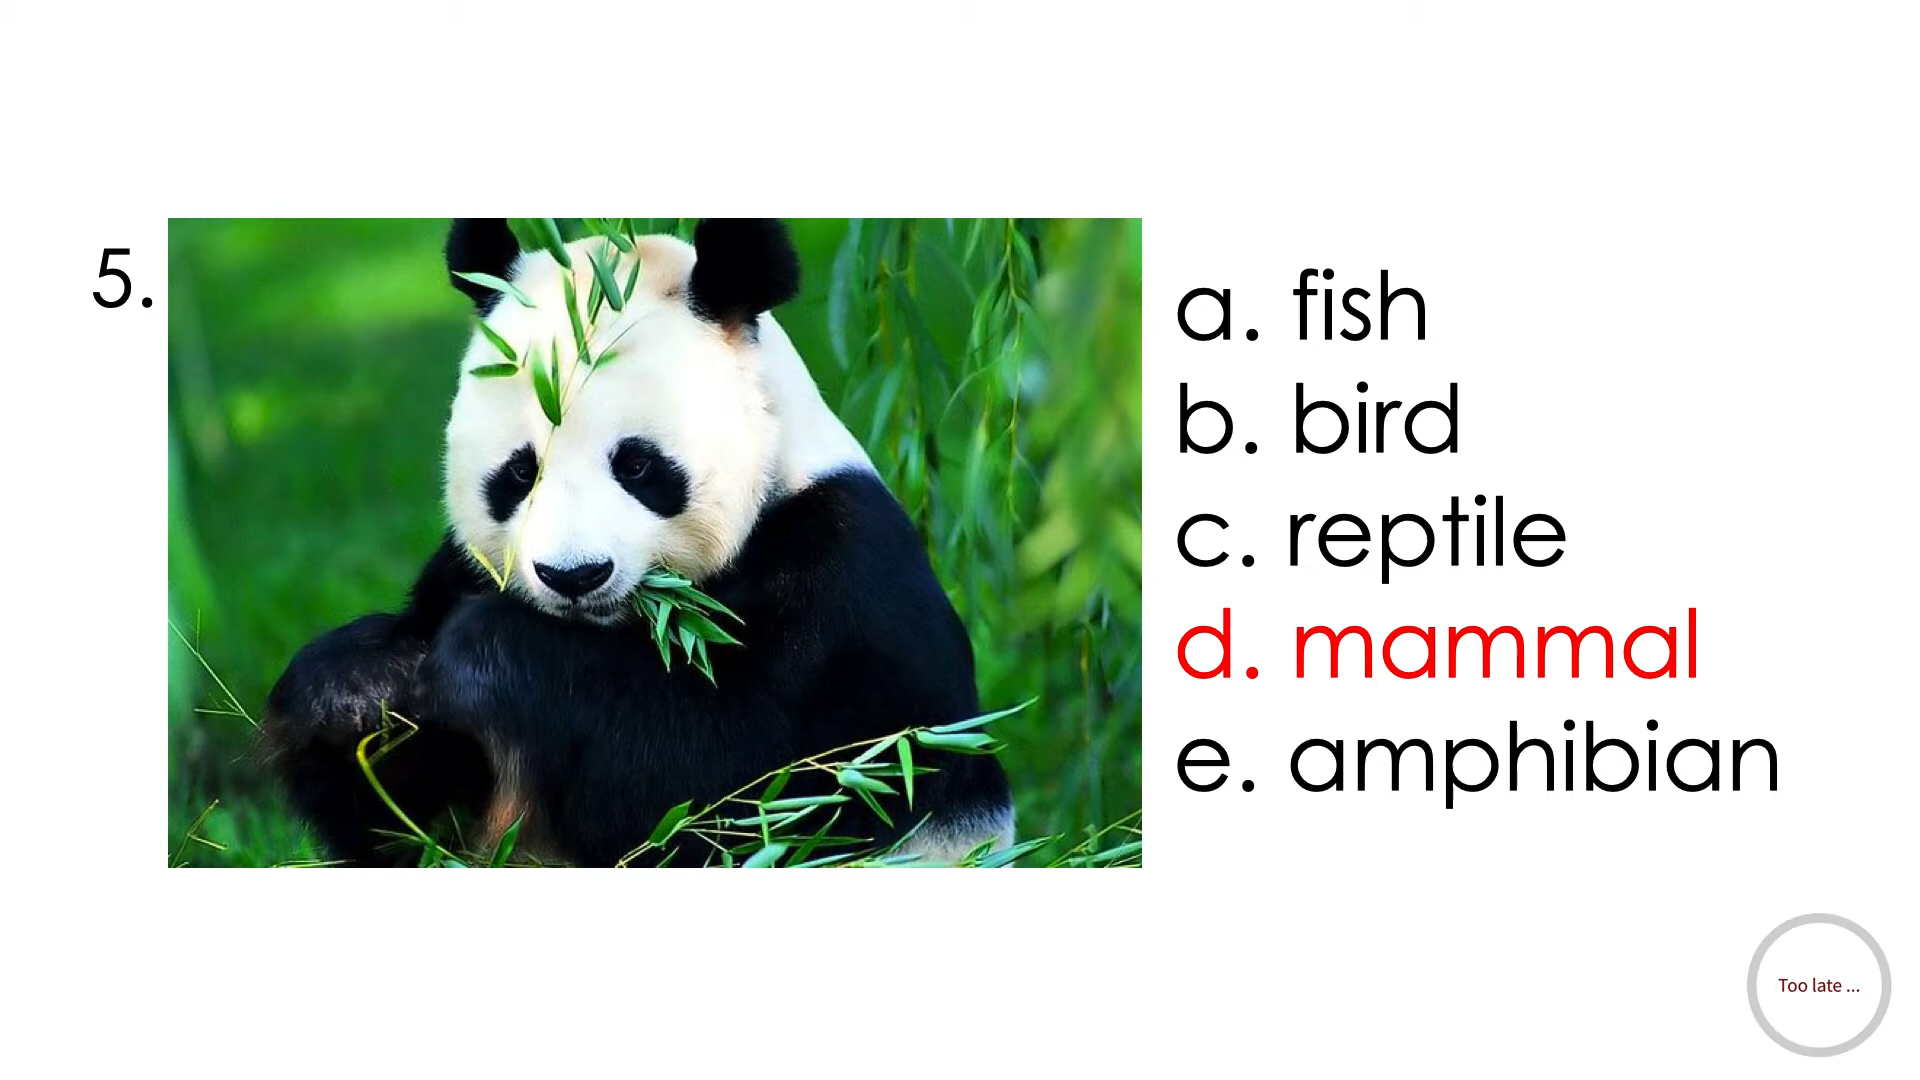 5.
a. fish
b. bird
c. reptile
d. mammal
e. amphibian
Too late ...